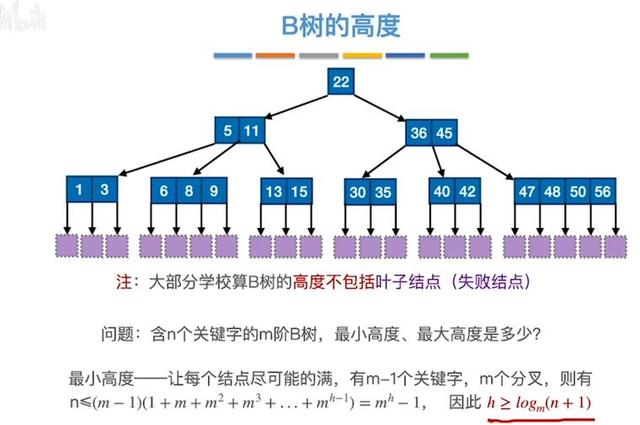 B树的高度
22
5 11 36 45
1 3 6 8 9 13 15 30 35 40 42 47 48 50 56
注：大部分学校算B树的高度不包括叶子结点（失败结点）
问题：含n个关键字的m阶B树，最小高度、最大高度是多少？
最小高度——让每个结点尽可能的满，有m-1个关键字，m个分叉，则有
n≤(m − 1)(1 + m + m² + m³ + . . . + mʰ⁻¹) = mʰ − 1， 因此 h ≥ logₘ(n + 1)